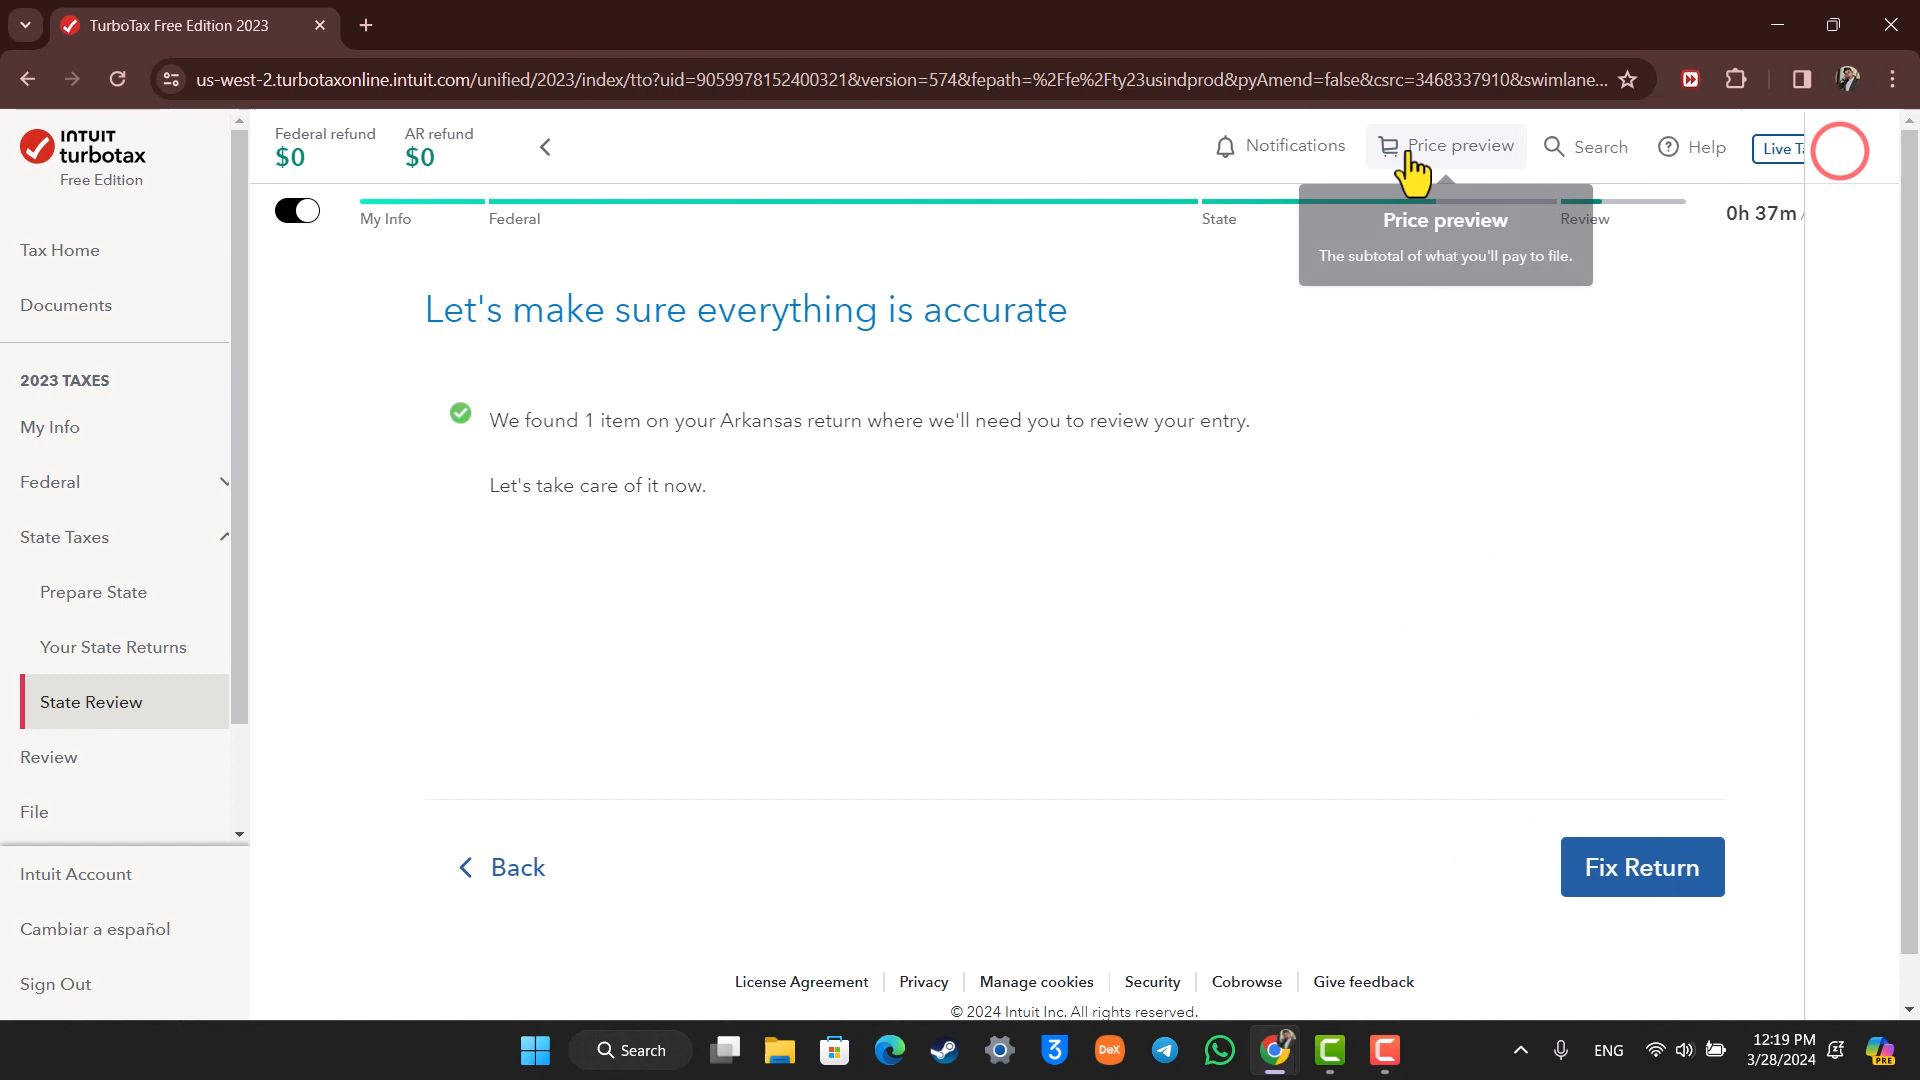 TurboTax Free Edition 2023
us-west-2.turbotaxonline.intuit.com/unified/2023/index/tto?uid=9059978152400321&version=574&fepath=%2Ffe%2Fty23usindprod&pyAmend=false&csrc=3468337910&swimlane...
INTUIT
turbotax
Free Edition
Federal refund
$0
AR refund
$0
Notifications
Price preview
Search
Help
Live T
My Info
Federal
State
Review
0h 37m
Price preview
The subtotal of what you'll pay to file.
Tax Home
Documents
2023 TAXES
My Info
Federal
State Taxes
Prepare State
Your State Returns
State Review
Review
File
Intuit Account
Cambiar a español
Sign Out
Let's make sure everything is accurate
We found 1 item on your Arkansas return where we'll need you to review your entry.
Let's take care of it now.
Back
Fix Return
License Agreement
Privacy
Manage cookies
Security
Cobrowse
Give feedback
© 2024 Intuit Inc. All rights reserved.
Search
3
DeX
ENG
12:19 PM
3/28/2024
PRE